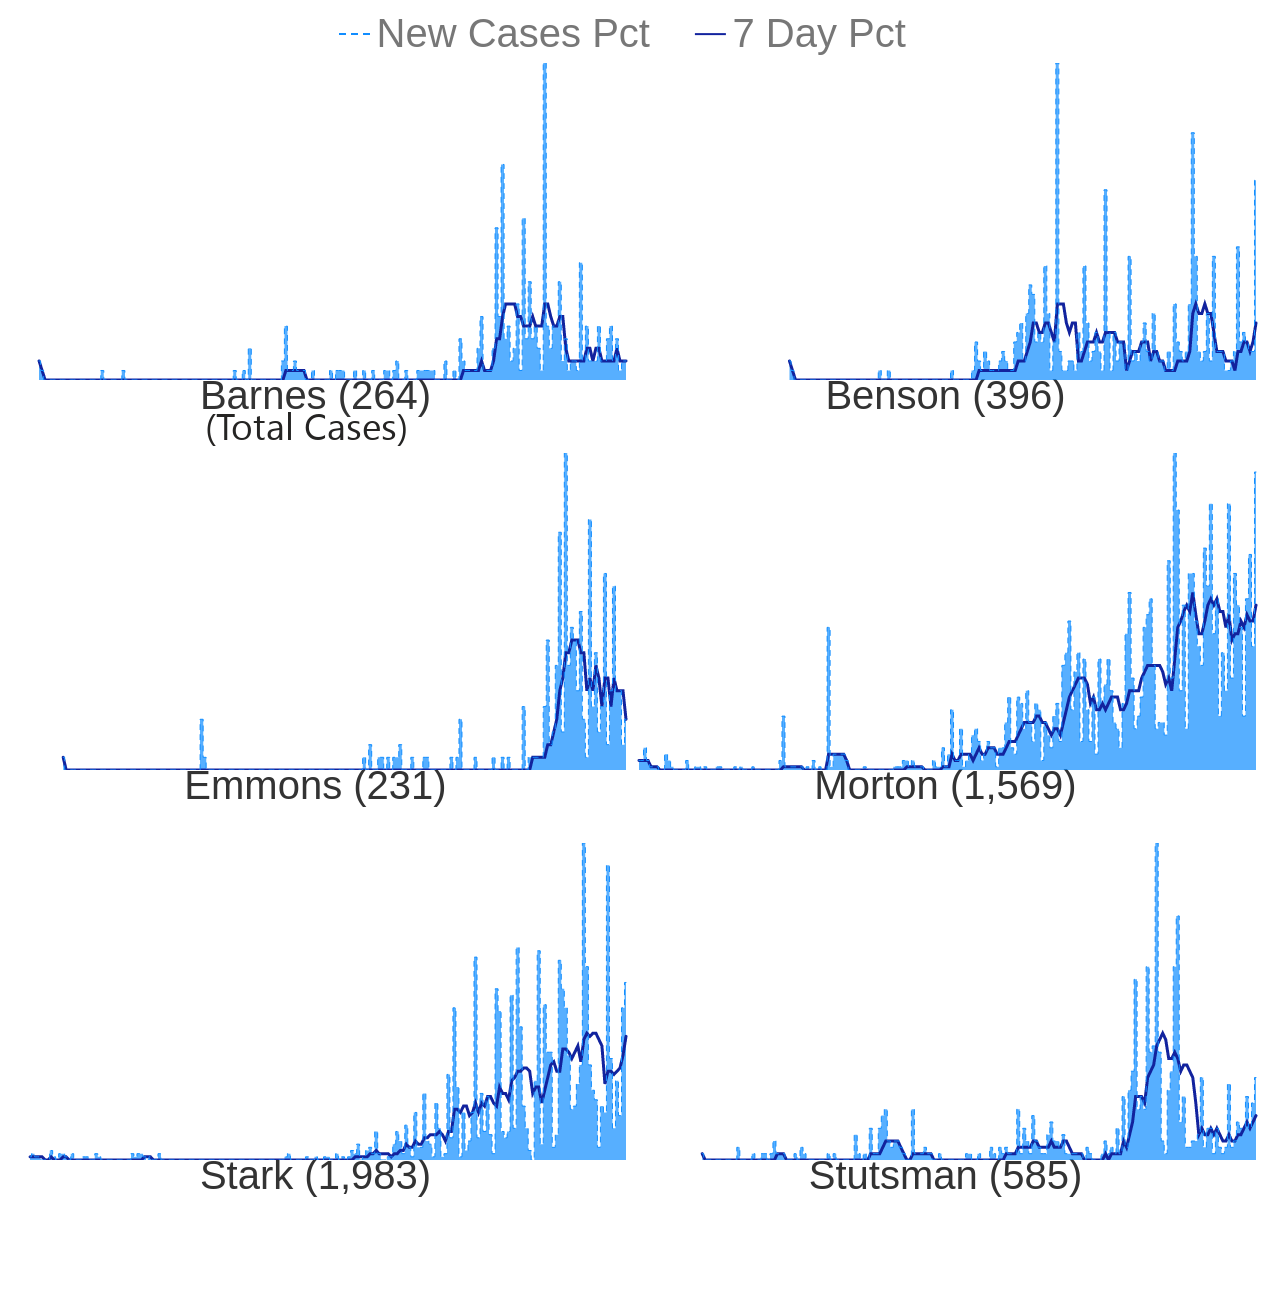 New Cases Pct 7 Day Pct
Barnes (264) Benson (396)
(Total Cases)
Emmons (231) Morton (1,569)
Stark (1,983) Stutsman (585)